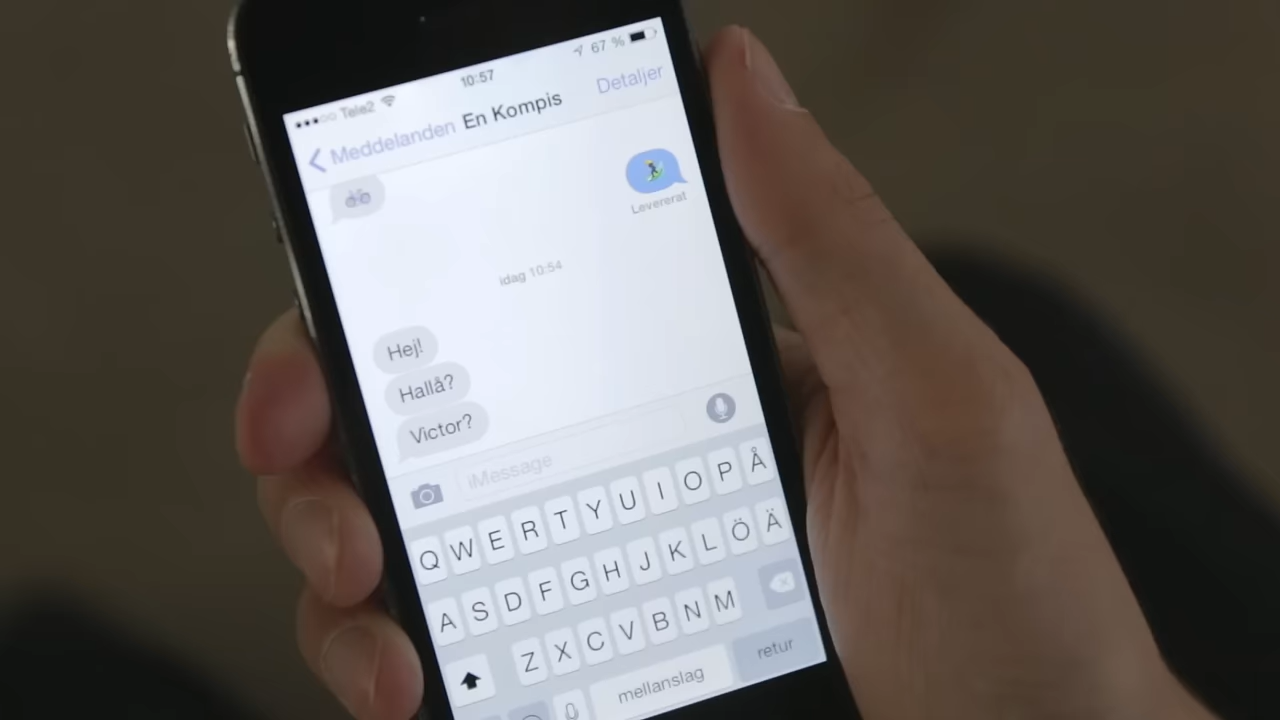 Tele2 10:57 67 %
Meddelanden En Kompis Detaljer
Levererat
idag 10:54
Hej!
Hallå?
Victor?
iMessage
Q W E R T Y U I O P Å
A S D F G H J K L Ö Ä
Z X C V B N M
mellanslag retur